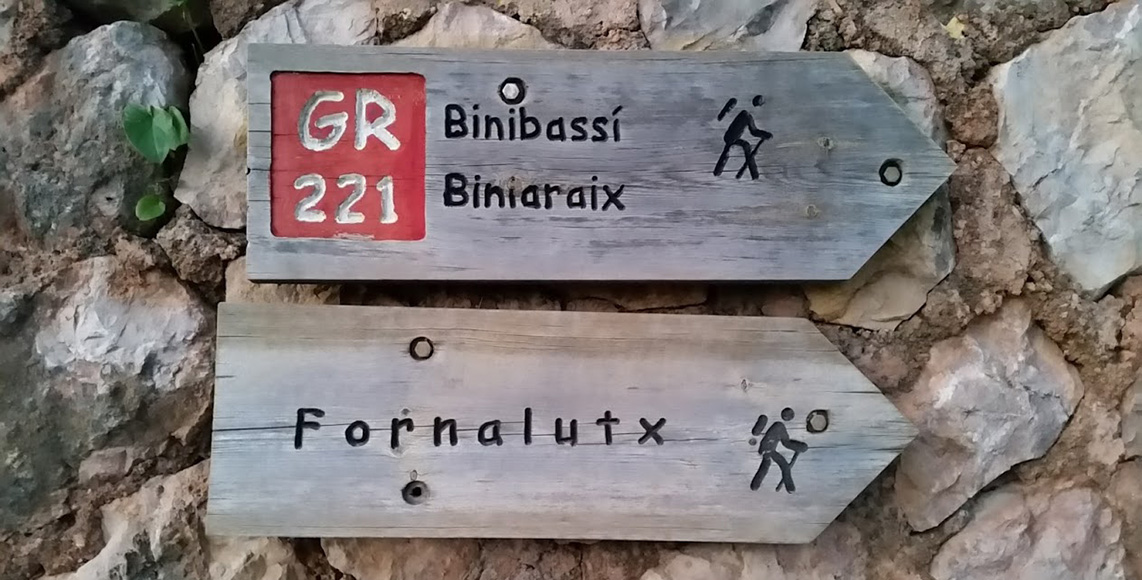 GR
221
Binibassí
Biniaraix
Fornalutx